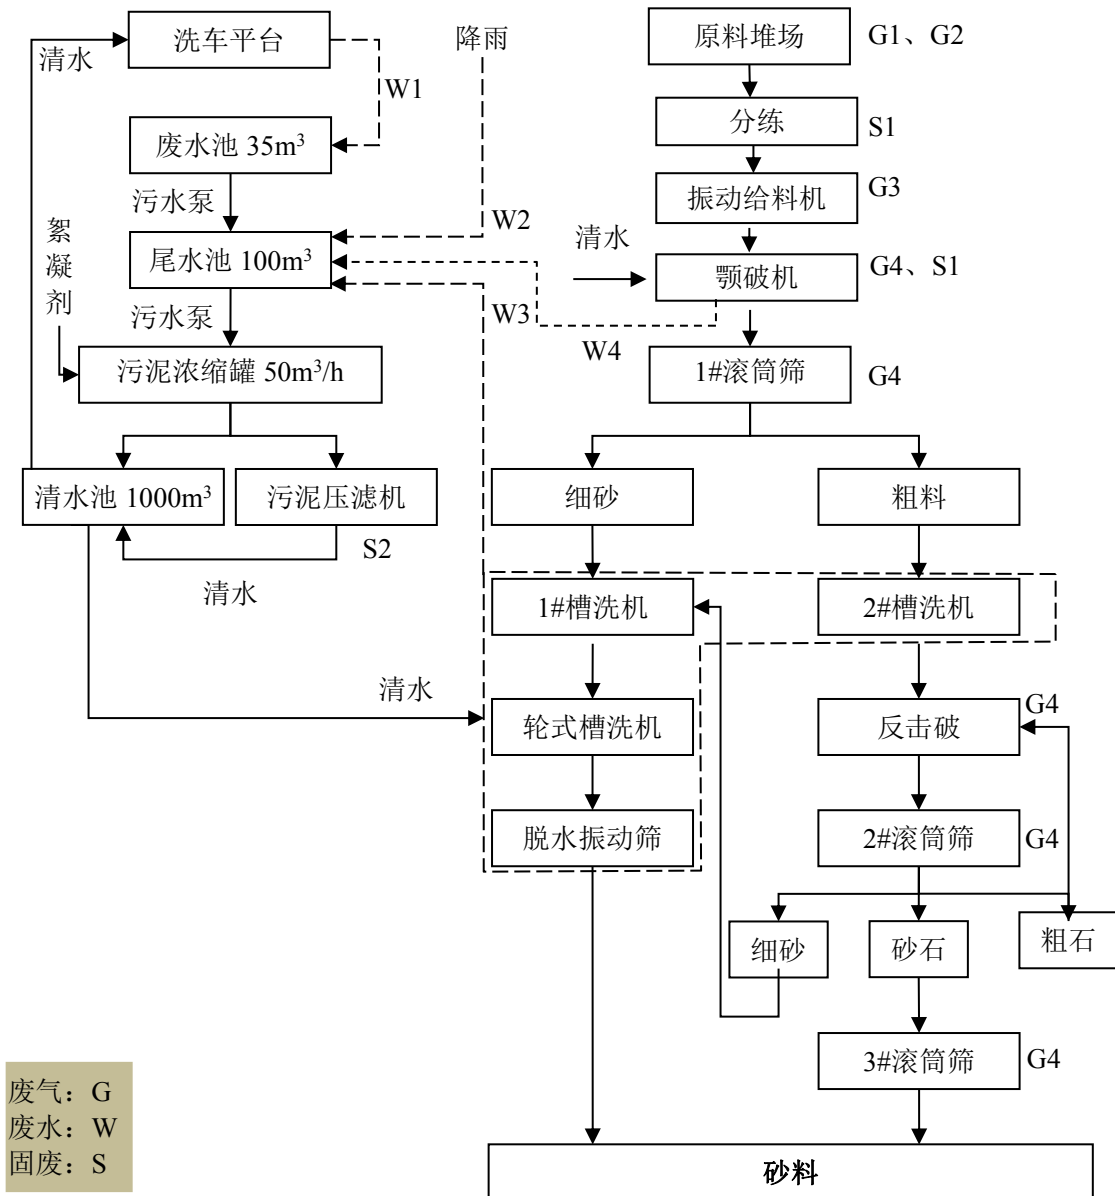 洗车平台
清水
W1
降雨
废水池 35m³
污水泵
W2
絮凝剂
尾水池 100m³
W3
污水泵
污泥浓缩罐 50m³/h
清水池 1000m³
污泥压滤机
S2
清水
清水
原料堆场
G1、G2
分练
S1
振动给料机
G3
清水
颚破机
G4、S1
W4
1#滚筒筛
G4
细砂
粗料
1#槽洗机
2#槽洗机
轮式槽洗机
反击破
G4
脱水振动筛
2#滚筒筛
G4
细砂
砂石
粗石
3#滚筒筛
G4
砂料
废气：G
废水：W
固废：S